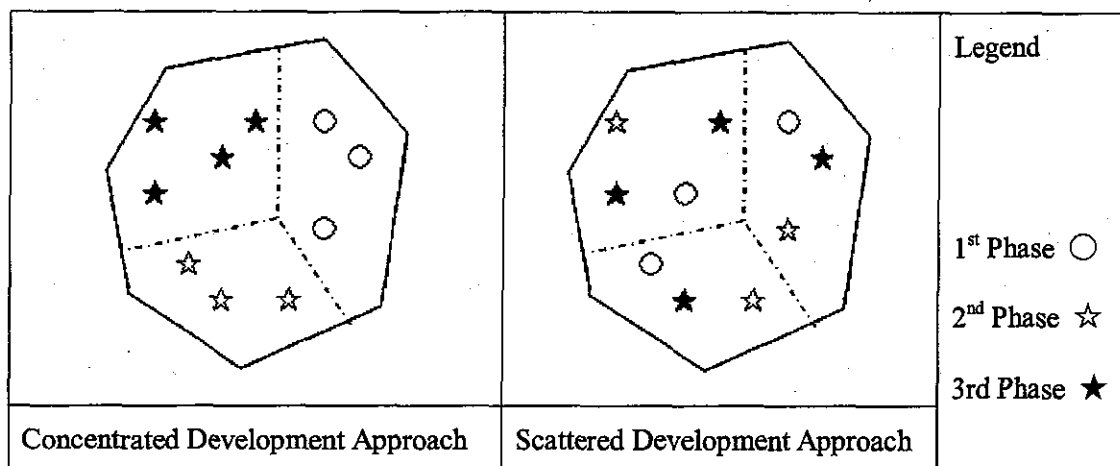 Legend
1st Phase
2nd Phase
3rd Phase
Concentrated Development Approach
Scattered Development Approach